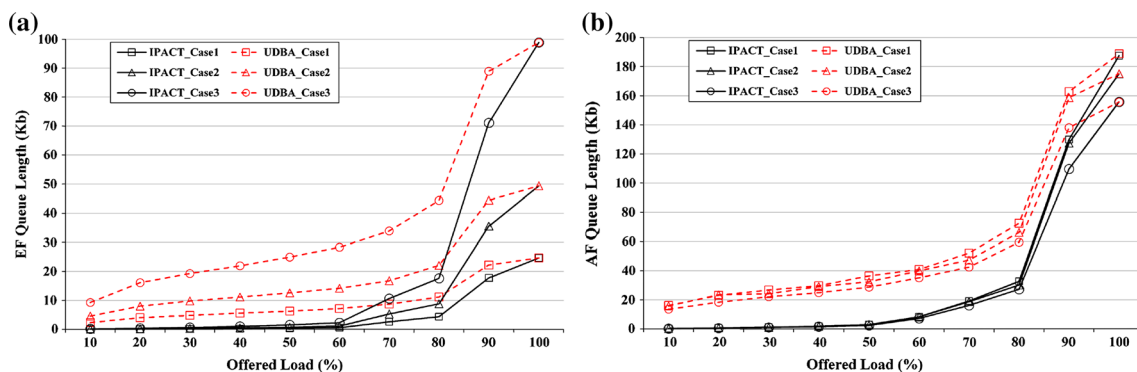 (a)
EF Queue Length (Kb)
100
90
80
70
60
50
40
30
20
10
0
IPACT_Case1 UDBA_Case1
IPACT_Case2 UDBA_Case2
IPACT_Case3 UDBA_Case3
10 20 30 40 50 60 70 80 90 100
Offered Load (%)
(b)
AF Queue Length (Kb)
200
180
160
140
120
100
80
60
40
20
0
IPACT_Case1 UDBA_Case1
IPACT_Case2 UDBA_Case2
IPACT_Case3 UDBA_Case3
10 20 30 40 50 60 70 80 90 100
Offered Load (%)